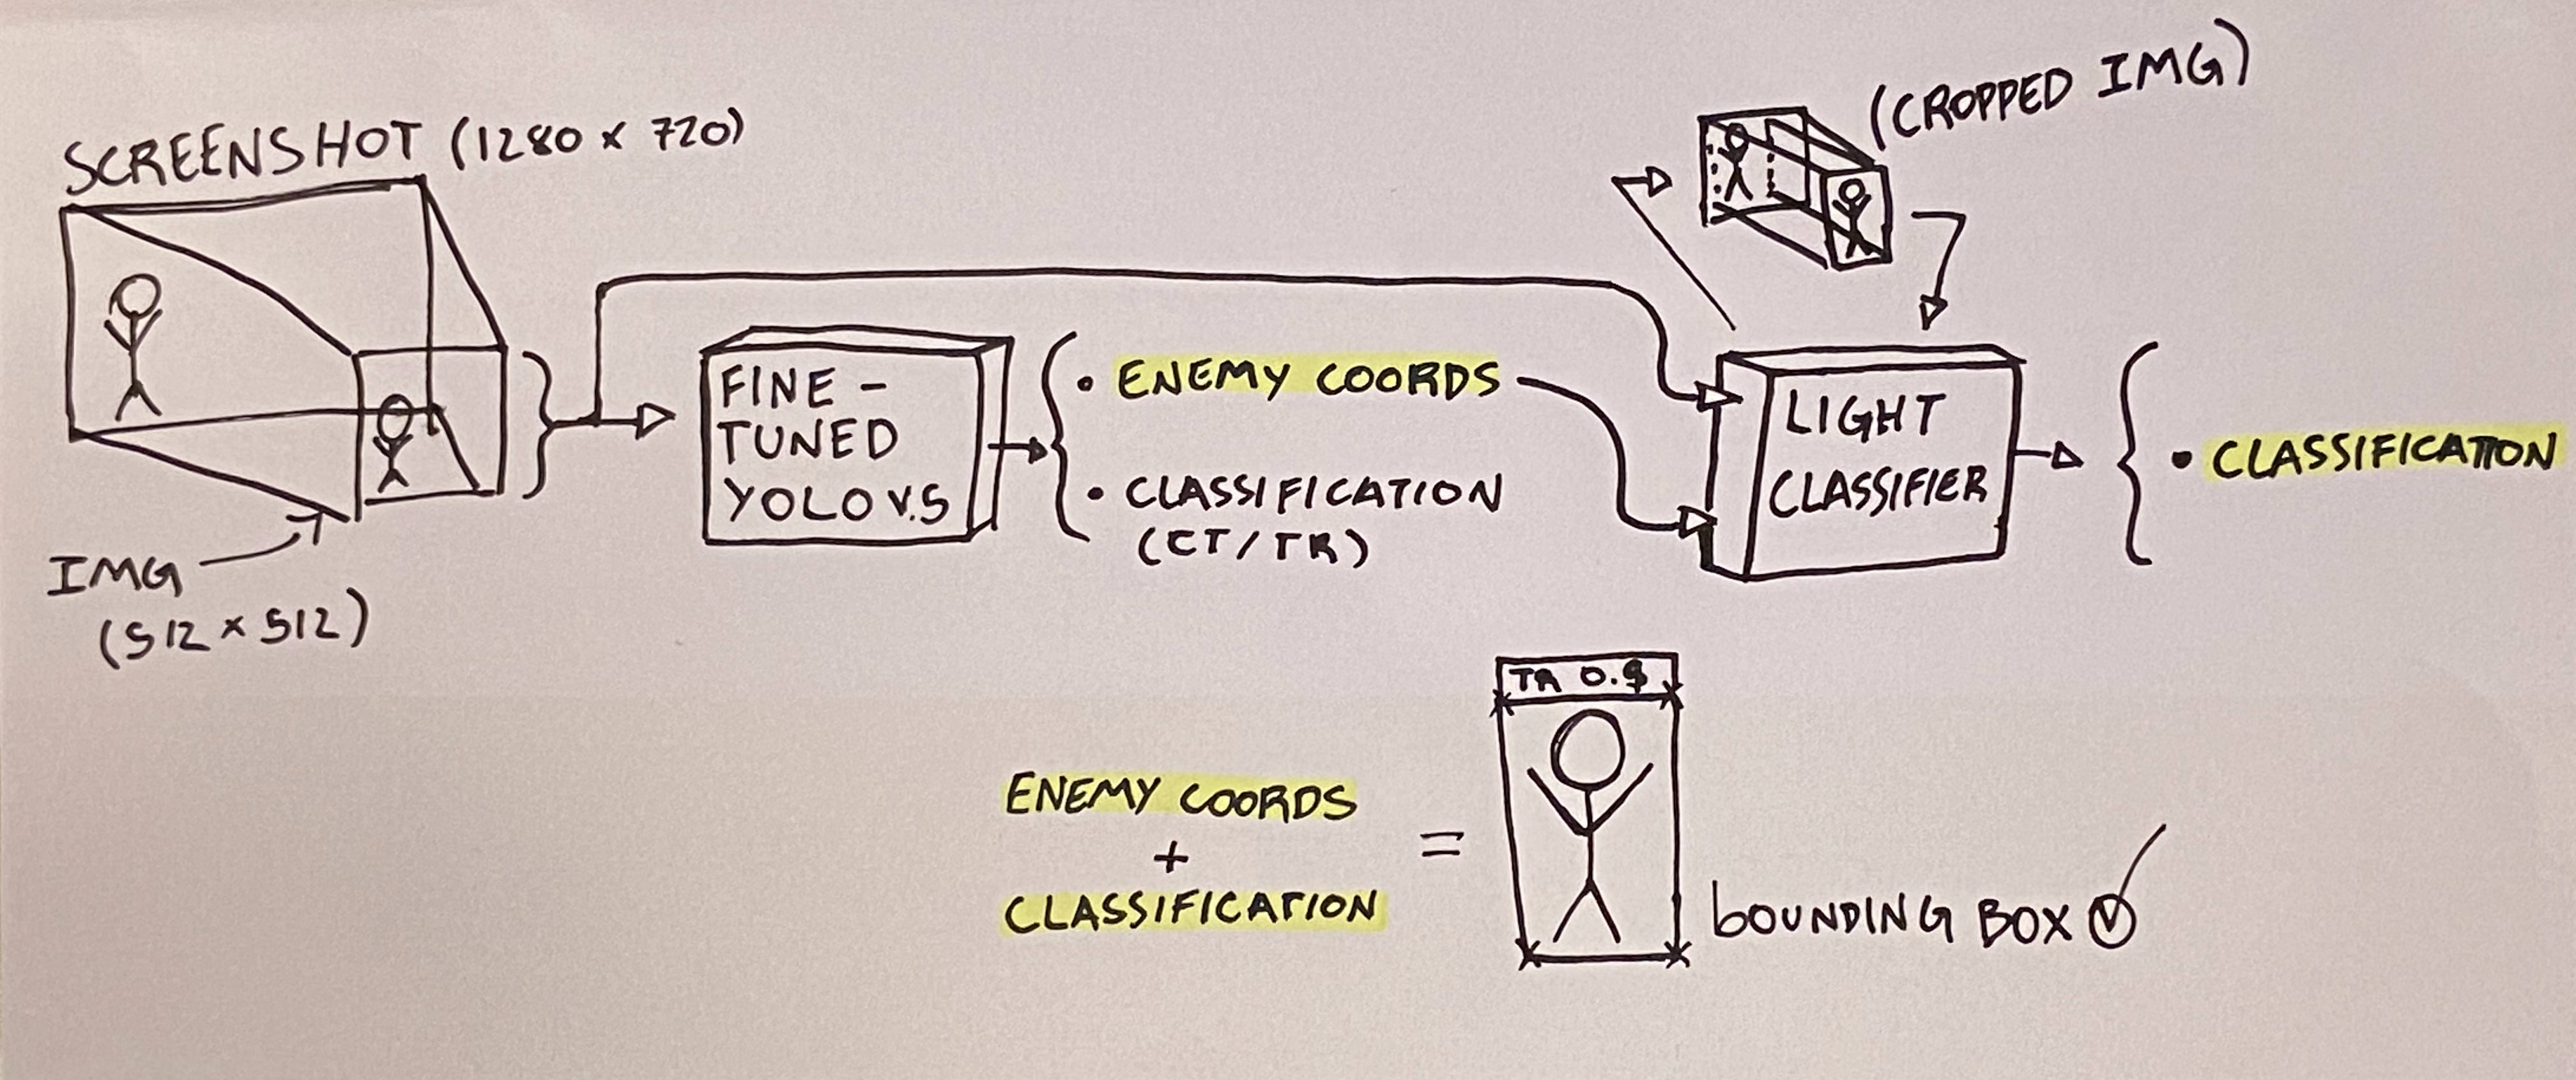 SCREENSHOT (1280 x 720)
IMG
(512 x 512)
FINE -
TUNED
YOLO V.5
• ENEMY COORDS
• CLASSIFICATION
(CT/TR)
(CROPPED IMG)
LIGHT
CLASSIFIER
• CLASSIFICATION
ENEMY COORDS
+
CLASSIFICATION
=
TR 0.
BOUNDING BOX